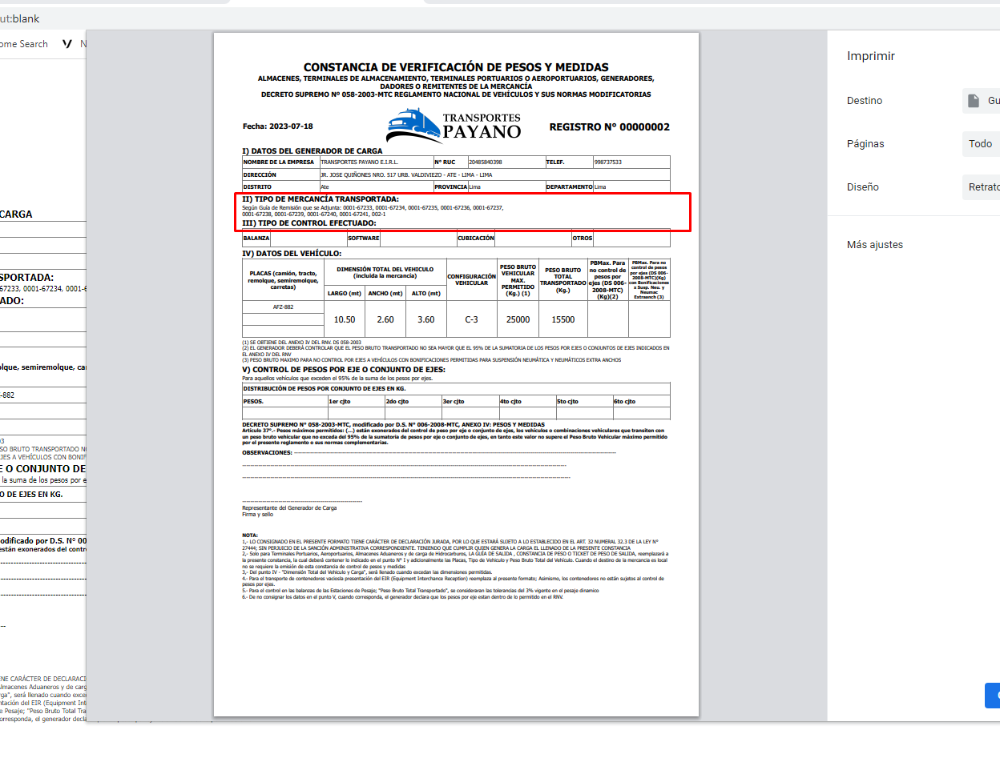 ut:blank
ome Search
N
CARGA
SPORTADA:
67233, 0001-67234, 0001-6
ADO:
olque, semiremolque, car
-882
03
SO BRUTO TRANSPORTADO NO
JES A VEHÍCULOS CON BONIF
E O CONJUNTO DE
la suma de los pesos por e
O DE EJES EN KG.
odificado por D.S. N° 00
stán exonerados del contr
NE CARÁCTER DE DECLARACI
lmacenes Aduaneros y de carg
rga", será llenado cuando exced
ntación del EIR (Equipment Int
e Pesaje; "Peso Bruto Total Tra
orresponda, el generador decla
CONSTANCIA DE VERIFICACIÓN DE PESOS Y MEDIDAS
ALMACENES, TERMINALES DE ALMACENAMIENTO, TERMINALES PORTUARIOS O AEROPORTUARIOS, GENERADORES,
DADORES O REMITENTES DE LA MERCANCÍA
DECRETO SUPREMO Nº 058-2003-MTC REGLAMENTO NACIONAL DE VEHÍCULOS Y SUS NORMAS MODIFICATORIAS
Fecha: 2023-07-18
TRANSPORTES
PAYANO
REGISTRO N° 00000002
I) DATOS DEL GENERADOR DE CARGA
NOMBRE DE LA EMPRESA TRANSPORTES PAYANO E.I.R.L. N° RUC 20485840398 TELEF. 998737533
DIRECCIÓN JR. JOSE QUIÑONES NRO. 517 URB. VALDIVIEZO - ATE - LIMA - LIMA
DISTRITO Ate PROVINCIA Lima DEPARTAMENTO Lima
II) TIPO DE MERCANCÍA TRANSPORTADA:
Según Guía de Remisión que se Adjunta: 0001-67233, 0001-67234, 0001-67235, 0001-67236, 0001-67237,
0001-67238, 0001-67239, 0001-67240, 0001-67241, 002-1
III) TIPO DE CONTROL EFECTUADO:
BALANZA SOFTWARE CUBICACIÓN OTROS
IV) DATOS DEL VEHÍCULO:
PLACAS (camión, tracto,
remolque, semiremolque,
carretas)
DIMENSIÓN TOTAL DEL VEHICULO
(incluida la mercancía)
LARGO (mt) ANCHO (mt) ALTO (mt)
CONFIGURACIÓN
VEHICULAR
PESO BRUTO
VEHICULAR
MAX.
PERMITIDO
(Kg.) (1)
PESO BRUTO
TOTAL
TRANSPORTADO
(Kg.)
PBMax. Para
no control de
pesos por
ejes (DS 006-
2008-MTC)
(Kg)(2)
PBMax. Para no
control de pesos
por ejes (DS 006-
2008-MTC)(Kg)
con Bonificaciones
x Susp. Neu. y
Neumac
Extraanch (3)
AFZ-882
10.50 2.60 3.60 C-3 25000 15500
(1) SE OBTIENE DEL ANEXO IV DEL RNV. DS 058-2003
(2) EL GENERADOR DEBERÁ CONTROLAR QUE EL PESO BRUTO TRANSPORTADO NO SEA MAYOR QUE EL 95% DE LA SUMATORIA DE LOS PESOS POR EJES O CONJUNTOS DE EJES INDICADOS EN
EL ANEXO IV DEL RNV
(3) PESO BRUTO MAXIMO PARA NO CONTROL POR EJES A VEHÍCULOS CON BONIFICACIONES PERMITIDAS PARA SUSPENSIÓN NEUMÁTICA Y NEUMÁTICOS EXTRA ANCHOS
V) CONTROL DE PESOS POR EJE O CONJUNTO DE EJES:
Para aquellos vehículos que exceden el 95% de la suma de los pesos por ejes.
DISTRIBUCIÓN DE PESOS POR CONJUNTO DE EJES EN KG.
PESOS. 1er cjto 2do cjto 3er cjto 4to cjto 5to cjto 6to cjto
DECRETO SUPREMO N° 058-2003-MTC, modificado por D.S. N° 006-2008-MTC, ANEXO IV: PESOS Y MEDIDAS
Artículo 37º.- Pesos máximos permitidos: (...) están exonerados del control de peso por eje o conjunto de ejes, los vehículos o combinaciones vehiculares que transiten con
un peso bruto vehicular que no exceda del 95% de la sumatoria de pesos por eje o conjunto de ejes, en tanto este valor no supere el Peso Bruto Vehicular máximo permitido
por el presente reglamento o sus normas complementarias.
OBSERVACIONES:
Representante del Generador de Carga
Firma y sello
NOTA:
1,- LO CONSIGNADO EN EL PRESENTE FORMATO TIENE CARÁCTER DE DECLARACIÓN JURADA, POR LO QUE ESTARÁ SUJETO A LO ESTABLECIDO EN EL ART. 32 NUMERAL 32.3 DE LA LEY N°
27444; SIN PERJUICIO DE LA SANCIÓN ADMINISTRATIVA CORRESPONDIENTE. TENIENDO QUE CUMPLIR QUIEN GENERA LA CARGA EL LLENADO DE LA PRESENTE CONSTANCIA
2,- Solo para Terminales Portuarios, Aeroportuarios, Almacenes Aduaneros y de carga de Hidrocarburos, LA GUÍA DE SALIDA , CONSTANCIA DE PESO O TICKET DE PESO DE SALIDA, reemplazará a
la presente constancia, la cual deberá contener lo indicado en el punto N° I y adicionalmente las Placas, Tipo de Vehículo y Peso Bruto Total del Vehículo. Cuando el destino de la mercancia es local
no se requiere la emisión de esta constancia de control de peso y medidas
3,- Del punto IV - "Dimensión Total del Vehículo y Carga", será llenado cuando excedan las dimensiones permitidas.
4.- Para el transporte de contenedores vaciosla presentación del EIR (Equipment Interchance Reception) reemplaza al presente formato; Asimismo, los contenedores no están sujetos al control de
pesos por ejes.
5.- Para el control en las balanzas de las Estaciones de Pesaje; "Peso Bruto Total Transportado", se consideraran las tolerancias del 3% vigente en el pesaje dinamico
6.- De no consignar los datos en el punto V, cuando corresponda, el generador declara que los pesos por eje estan dentro de lo permitido en el RNV.
Imprimir
Destino Gu
Páginas Todo
Diseño Retrato
Más ajustes